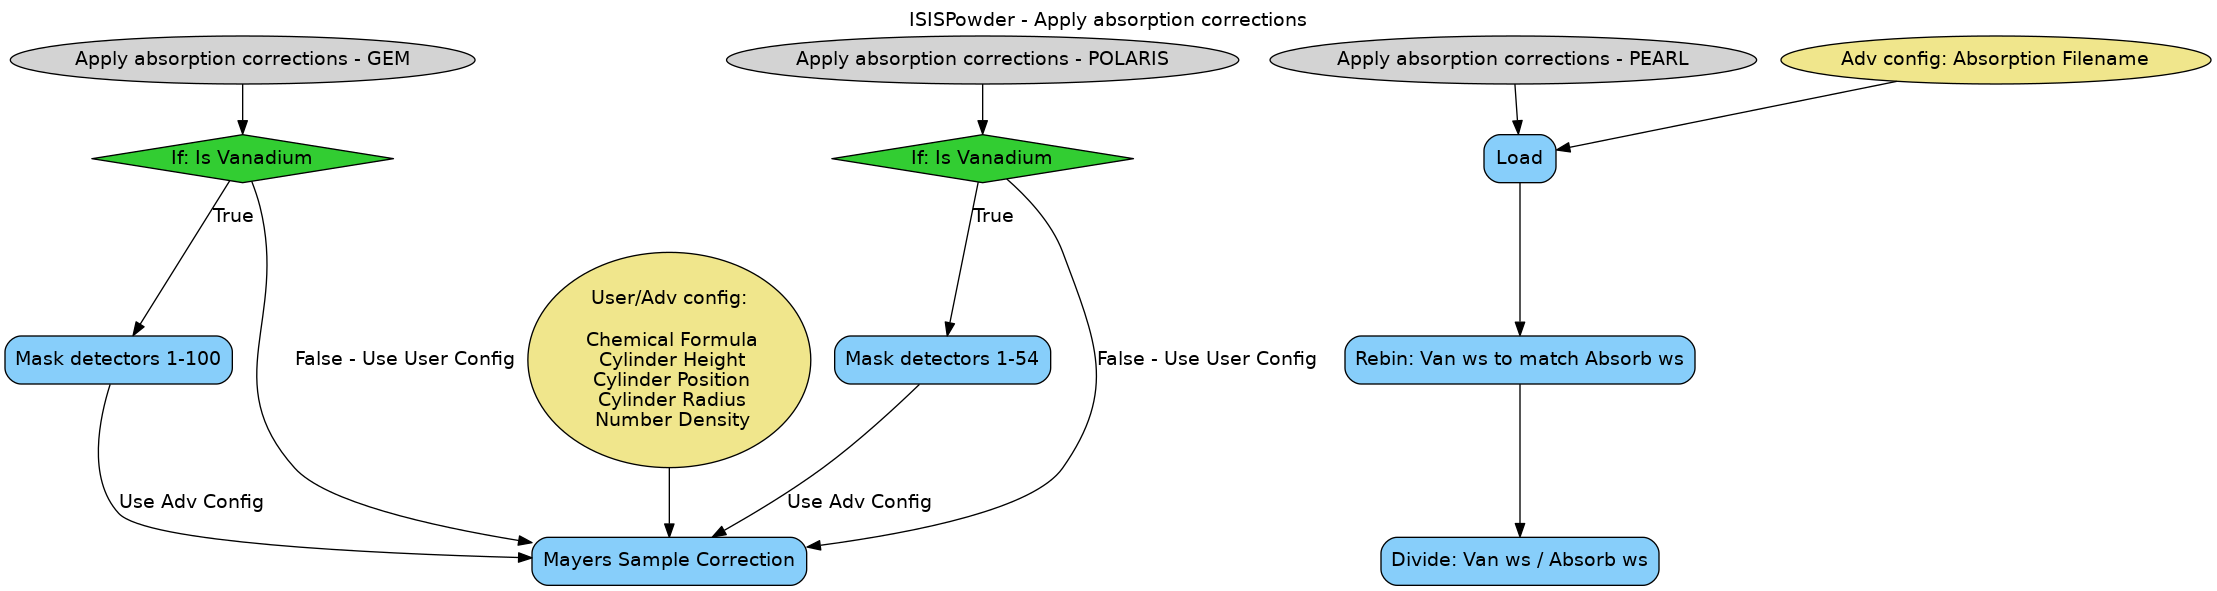 ISISPowder - Apply absorption corrections
Apply absorption corrections - GEM
Apply absorption corrections - POLARIS
Apply absorption corrections - PEARL
Adv config: Absorption Filename
If: Is Vanadium
If: Is Vanadium
Load
True
True
User/Adv config:
Chemical Formula
Cylinder Height
Cylinder Position
Cylinder Radius
Number Density
Mask detectors 1-100
False - Use User Config
Mask detectors 1-54
False - Use User Config
Rebin: Van ws to match Absorb ws
Use Adv Config
Use Adv Config
Mayers Sample Correction
Divide: Van ws / Absorb ws